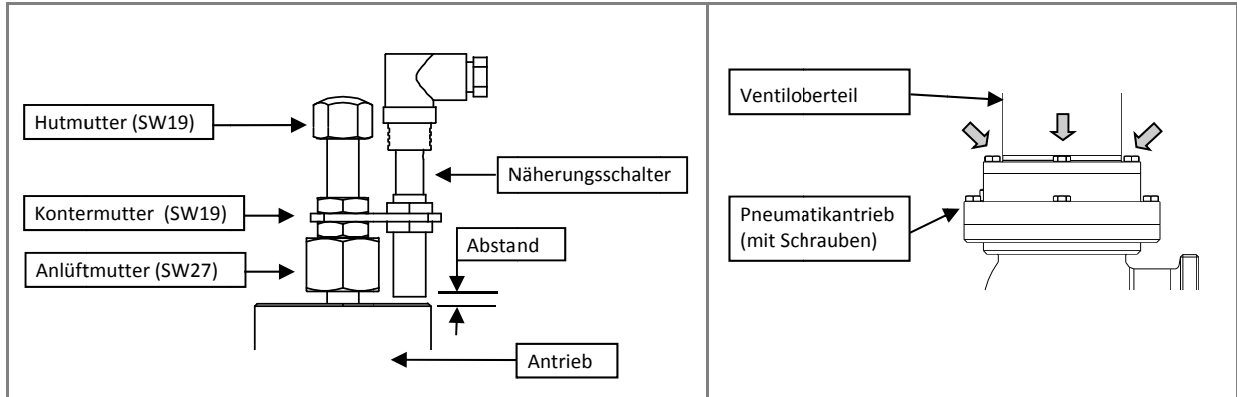 Hutmutter (SW19)
Näherungsschalter
Kontermutter (SW19)
Abstand
Anlüftmutter (SW27)
Antrieb
Ventiloberteil
Pneumatikantrieb
(mit Schrauben)